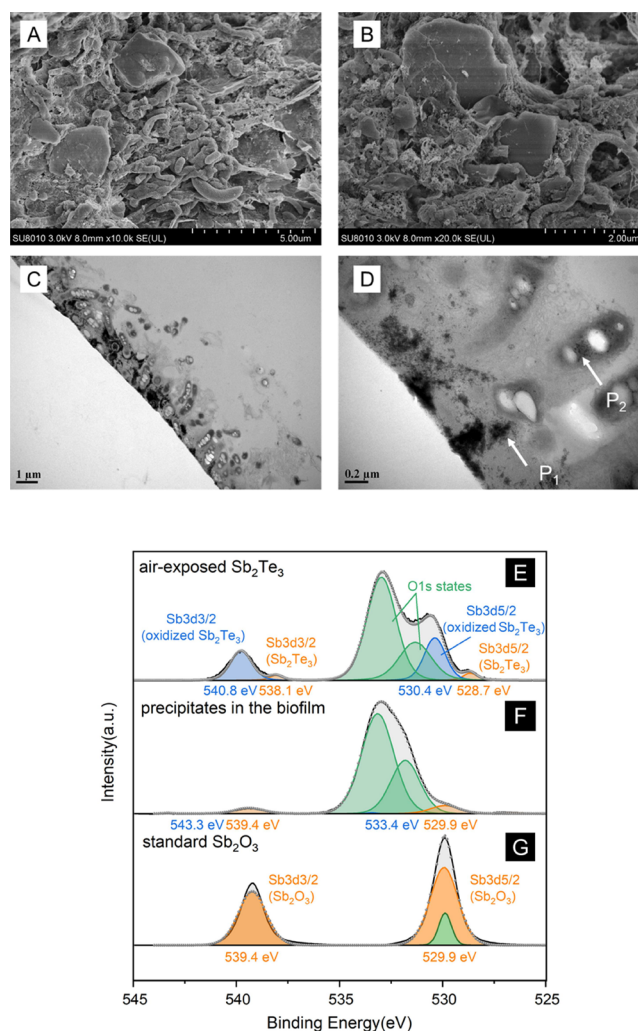 A
B
SU8010 3.0kV 8.0mm x10.0k SE(UL) 5.00um
SU8010 3.0kV 8.0mm x20.0k SE(UL) 2.00um
C
D
P2
P1
1 μm
0.2 μm
air-exposed Sb2Te3
E
O1s states
Sb3d3/2
(oxidized Sb2Te3)
Sb3d3/2
(Sb2Te3)
Sb3d5/2
(oxidized Sb2Te3)
Sb3d5/2
(Sb2Te3)
540.8 eV 538.1 eV 530.4 eV 528.7 eV
precipitates in the biofilm
F
543.3 eV 539.4 eV 533.4 eV 529.9 eV
standard Sb2O3
G
Sb3d3/2
(Sb2O3)
Sb3d5/2
(Sb2O3)
539.4 eV 529.9 eV
Intensity(a.u.)
545 540 535 530 525
Binding Energy(eV)